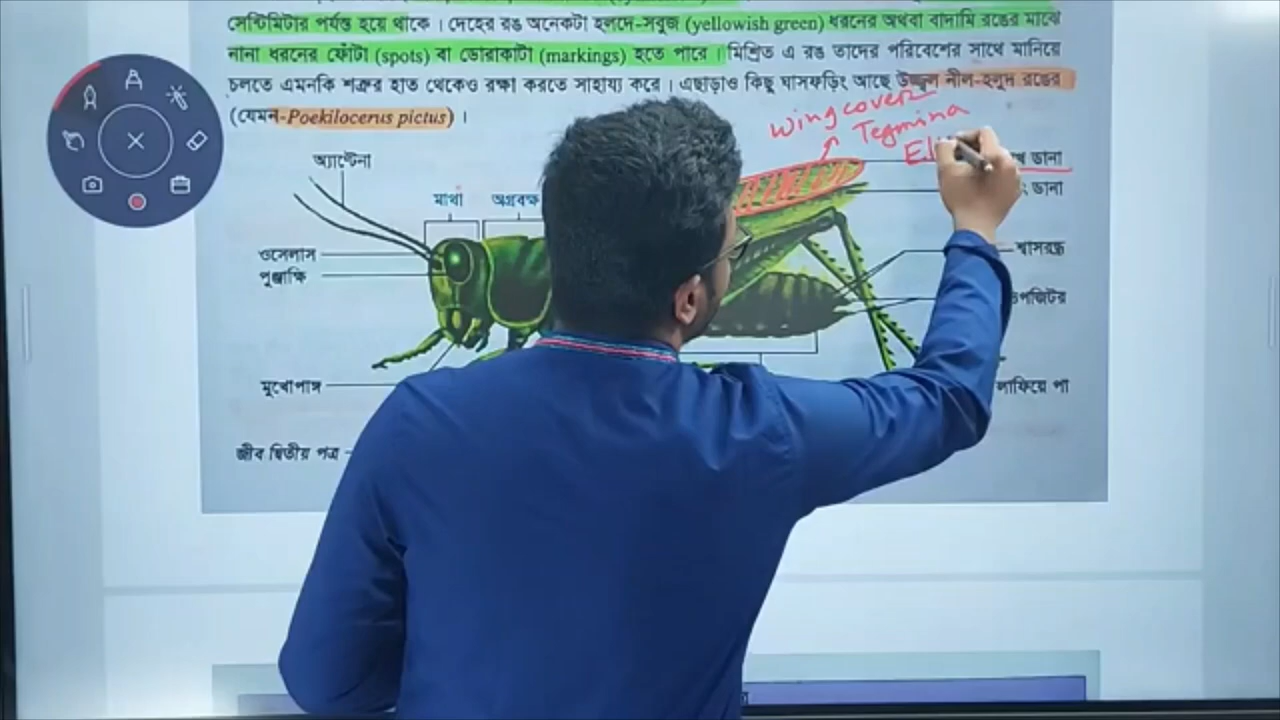 সেন্টিমিটার পর্যন্ত হয়ে থাকে। দেহের রঙ অনেকটা হলদে-সবুজ (yellowish green) ধরনের অথবা বাদামি রঙের মাঝে
নানা ধরনের ফোঁটা (spots) বা ডোরাকাটা (markings) হতে পারে। মিশ্রিত এ রঙ তাদের পরিবেশের সাথে মানিয়ে
চলতে এমনকি শত্রুর হাত থেকেও রক্ষা করতে সাহায্য করে। এছাড়াও কিছু ঘাসফড়িং আছে উজ্জ্বল নীল-হলুদ রঙের
(যেমন-Poekilocerus pictus)।
wing cover
Tegmina
অ্যান্টেনা
ডানা
ডানা
মাথা
অগ্রবক্ষ
ওসেলাস
পুঞ্জাক্ষি
শ্বাসরন্ধ্র
মুখোপাঙ্গ
লাফিয়ে পা
জীব দ্বিতীয় পত্র